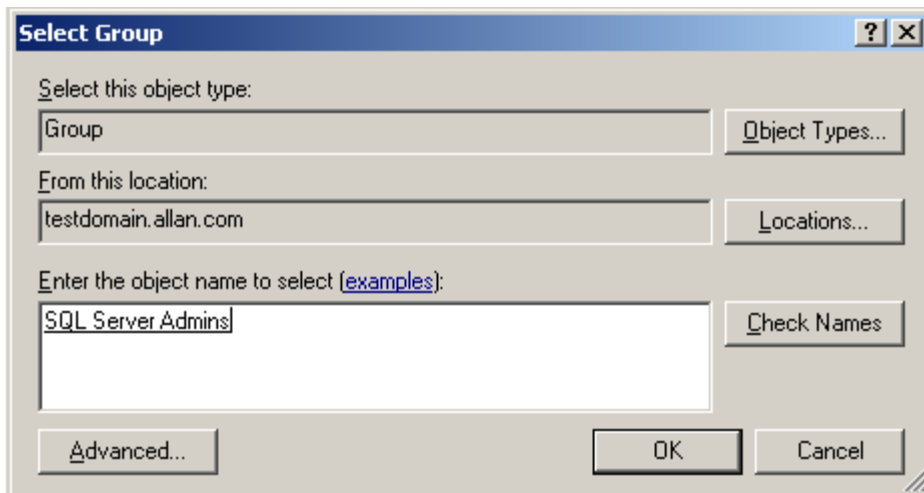 Select Group
Select this object type:
Group
Object Types...
From this location:
testdomain.allan.com
Locations...
Enter the object name to select (examples):
SQL Server Admins
Check Names
Advanced...
OK
Cancel